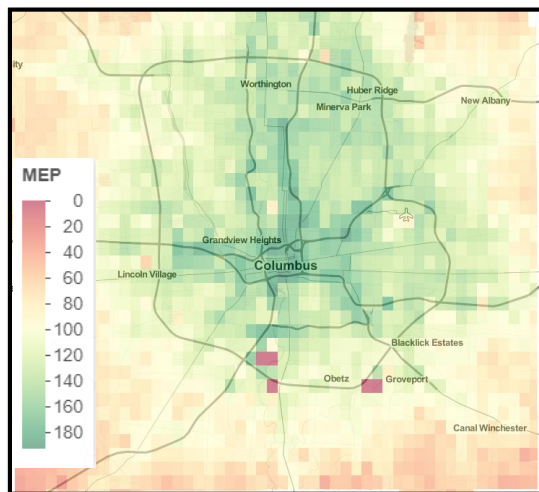 Worthington
Huber Ridge
Minerva Park
New Albany
ity
MEP
0
20
40
60
80
100
120
140
160
180
Grandview Heights
Columbus
Lincoln Village
Blacklick Estates
Obetz
Groveport
Canal Winchester